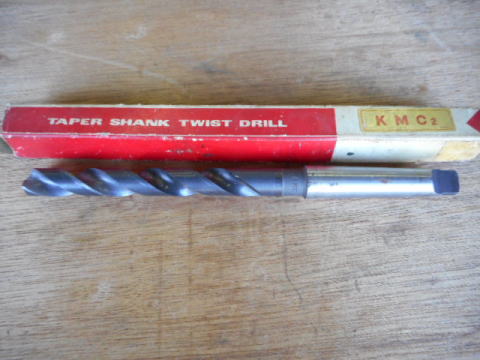 TAPER SHANK TWIST DRILL
KMC2